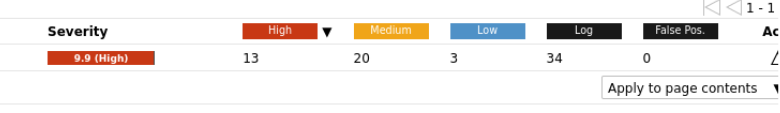 1 - 1
Severity High Medium Low Log False Pos.
9.9 (High) 13 20 3 34 0
Apply to page contents